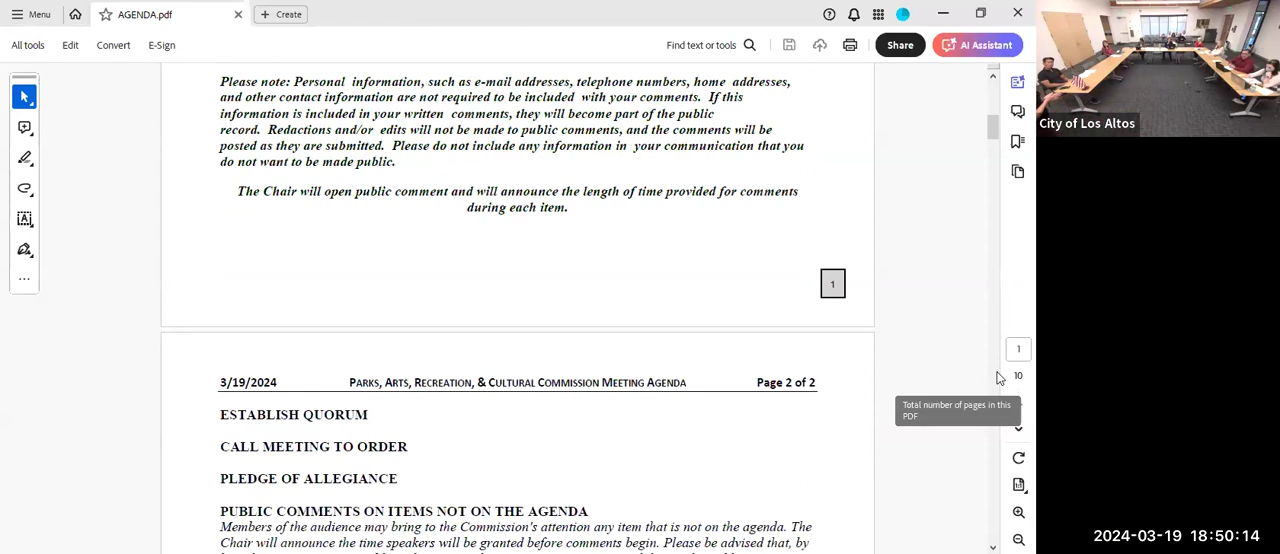 Menu
AGENDA.pdf
Create
All tools
Edit
Convert
E-Sign
Find text or tools
Share
AI Assistant
Please note: Personal information, such as e-mail addresses, telephone numbers, home addresses,
and other contact information are not required to be included with your comments. If this
information is included in your written comments, they will become part of the public
record. Redactions and/or edits will not be made to public comments, and the comments will be
posted as they are submitted. Please do not include any information in your communication that you
do not want to be made public.
The Chair will open public comment and will announce the length of time provided for comments
during each item.
1
3/19/2024 PARKS, ARTS, RECREATION, & CULTURAL COMMISSION MEETING AGENDA Page 2 of 2
ESTABLISH QUORUM
CALL MEETING TO ORDER
PLEDGE OF ALLEGIANCE
PUBLIC COMMENTS ON ITEMS NOT ON THE AGENDA
Members of the audience may bring to the Commission's attention any item that is not on the agenda. The
Chair will announce the time speakers will be granted before comments begin. Please be advised that, by
1
10
Total number of pages in this
PDF
City of Los Altos
2024-03-19 18:50:14